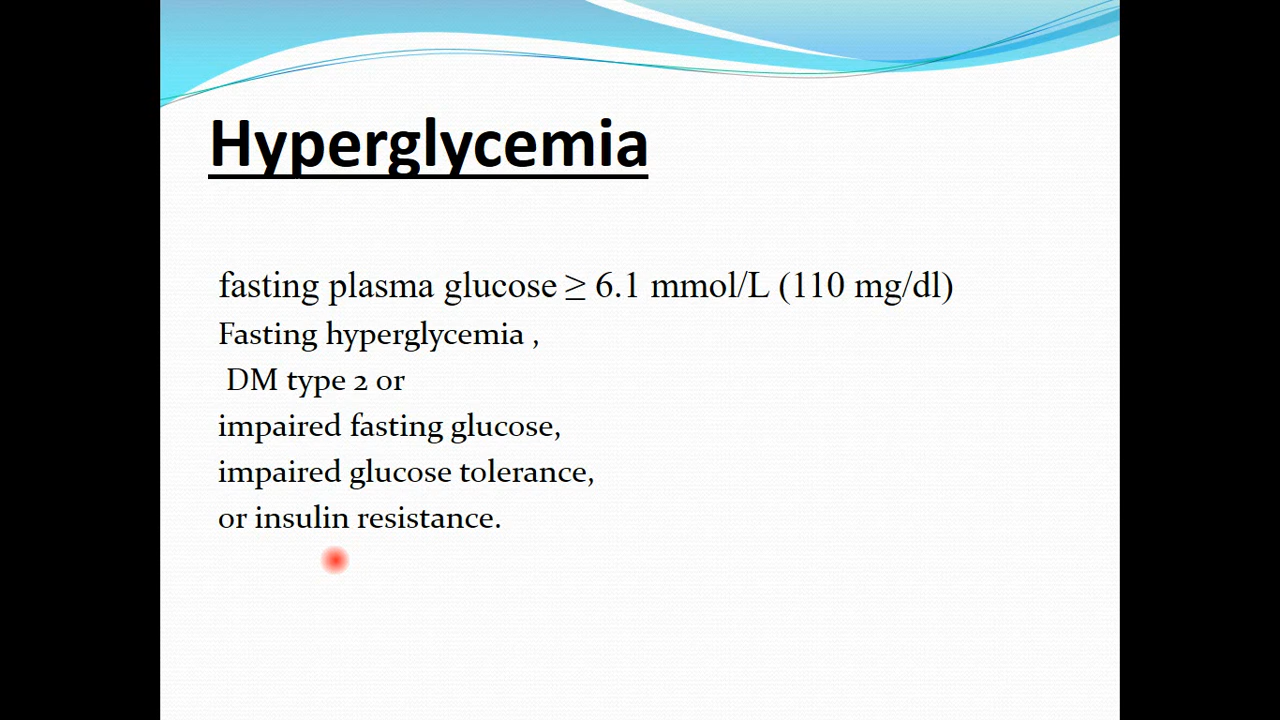 Hyperglycemia
fasting plasma glucose ≥ 6.1 mmol/L (110 mg/dl)
Fasting hyperglycemia ,
DM type 2 or
impaired fasting glucose,
impaired glucose tolerance,
or insulin resistance.